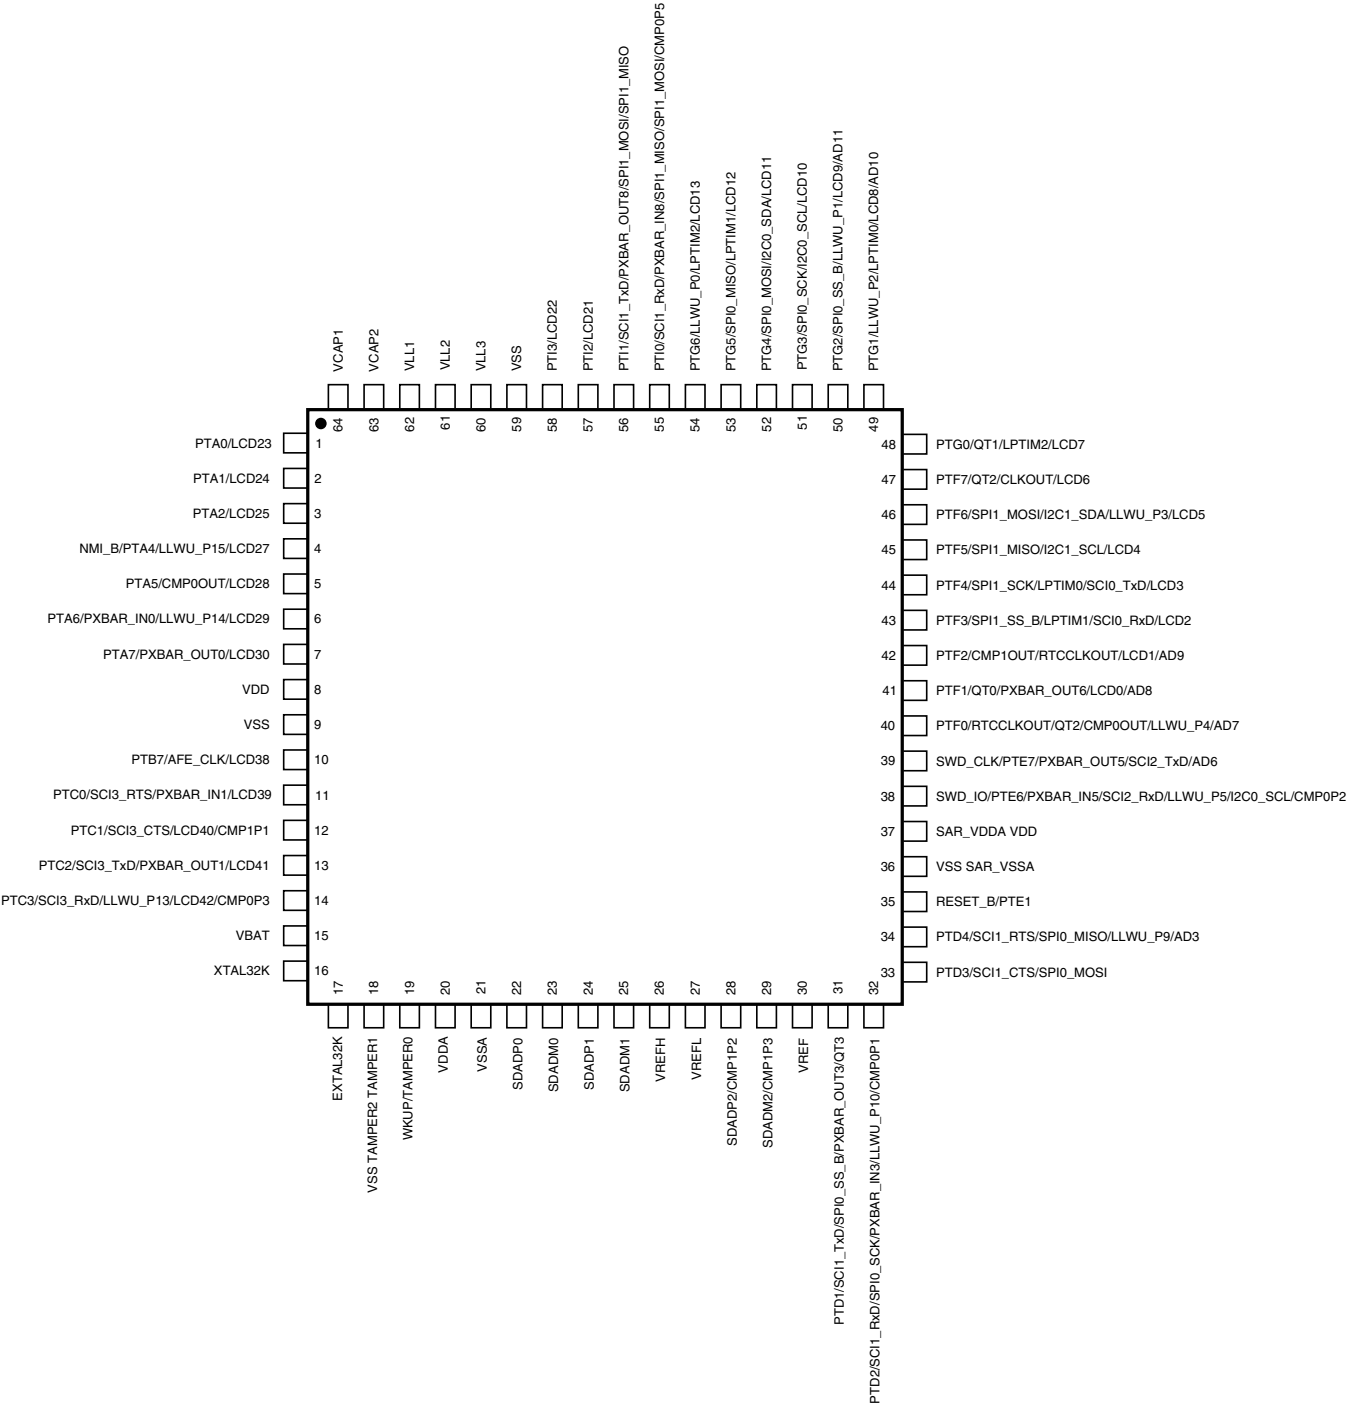 PTI0/SCI1_RxD/PXBAR_IN8/SPI1_MISO/SPI1_MOSI/CMP0P5
PTI1/SCI1_TxD/PXBAR_OUT8/SPI1_MOSI/SPI1_MISO
VCAP1
VCAP2
VLL1
VLL2
VLL3
VSS
PTI3/LCD22
PTI2/LCD21
PTG6/LLWU_P0/LPTIM2/LCD13
PTG5/SPI0_MISO/LPTIM1/LCD12
PTG4/SPI0_MOSI/I2C0_SDA/LCD11
PTG3/SPI0_SCK/I2C0_SCL/LCD10
PTG2/SPI0_SS_B/LLWU_P1/LCD9/AD11
PTG1/LLWU_P2/LPTIM0/LCD8/AD10
64
63
62
61
60
59
58
57
56
55
54
53
52
51
50
49
PTA0/LCD23 1
PTA1/LCD24 2
PTA2/LCD25 3
NMI_B/PTA4/LLWU_P15/LCD27 4
PTA5/CMP0OUT/LCD28 5
PTA6/PXBAR_IN0/LLWU_P14/LCD29 6
PTA7/PXBAR_OUT0/LCD30 7
VDD 8
VSS 9
PTB7/AFE_CLK/LCD38 10
PTC0/SCI3_RTS/PXBAR_IN1/LCD39 11
PTC1/SCI3_CTS/LCD40/CMP1P1 12
PTC2/SCI3_TxD/PXBAR_OUT1/LCD41 13
PTC3/SCI3_RxD/LLWU_P13/LCD42/CMP0P3 14
VBAT 15
XTAL32K 16
48 PTG0/QT1/LPTIM2/LCD7
47 PTF7/QT2/CLKOUT/LCD6
46 PTF6/SPI1_MOSI/I2C1_SDA/LLWU_P3/LCD5
45 PTF5/SPI1_MISO/I2C1_SCL/LCD4
44 PTF4/SPI1_SCK/LPTIM0/SCI0_TxD/LCD3
43 PTF3/SPI1_SS_B/LPTIM1/SCI0_RxD/LCD2
42 PTF2/CMP1OUT/RTCCLKOUT/LCD1/AD9
41 PTF1/QT0/PXBAR_OUT6/LCD0/AD8
40 PTF0/RTCCLKOUT/QT2/CMP0OUT/LLWU_P4/AD7
39 SWD_CLK/PTE7/PXBAR_OUT5/SCI2_TxD/AD6
38 SWD_IO/PTE6/PXBAR_IN5/SCI2_RxD/LLWU_P5/I2C0_SCL/CMP0P2
37 SAR_VDDA VDD
36 VSS SAR_VSSA
35 RESET_B/PTE1
34 PTD4/SCI1_RTS/SPI0_MISO/LLWU_P9/AD3
33 PTD3/SCI1_CTS/SPI0_MOSI
17
18
19
20
21
22
23
24
25
26
27
28
29
30
31
32
EXTAL32K
VSS TAMPER2 TAMPER1
WKUP/TAMPER0
VDDA
VSSA
SDADP0
SDADM0
SDADP1
SDADM1
VREFH
VREFL
SDADP2/CMP1P2
SDADM2/CMP1P3
VREF
PTD1/SCI1_TxD/SPI0_SS_B/PXBAR_OUT3/QT3
PTD2/SCI1_RxD/SPI0_SCK/PXBAR_IN3/LLWU_P10/CMP0P1